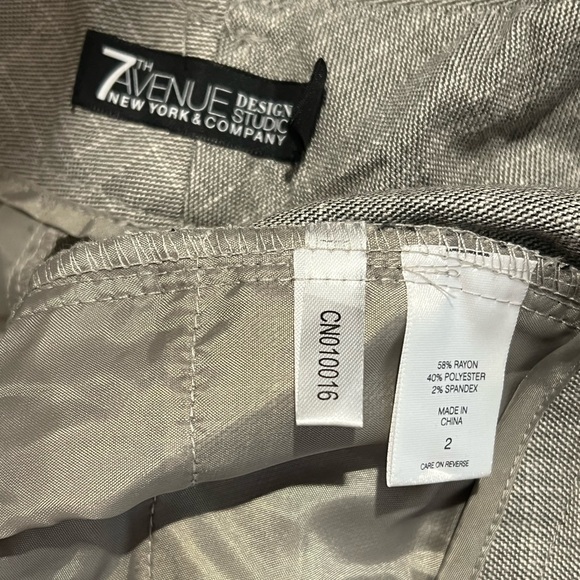 7TH AVENUE DESIGN STUDIO
NEW YORK & COMPANY
CN010016
58% RAYON
40% POLYESTER
2% SPANDEX
MADE IN
CHINA
2
CARE ON REVERSE